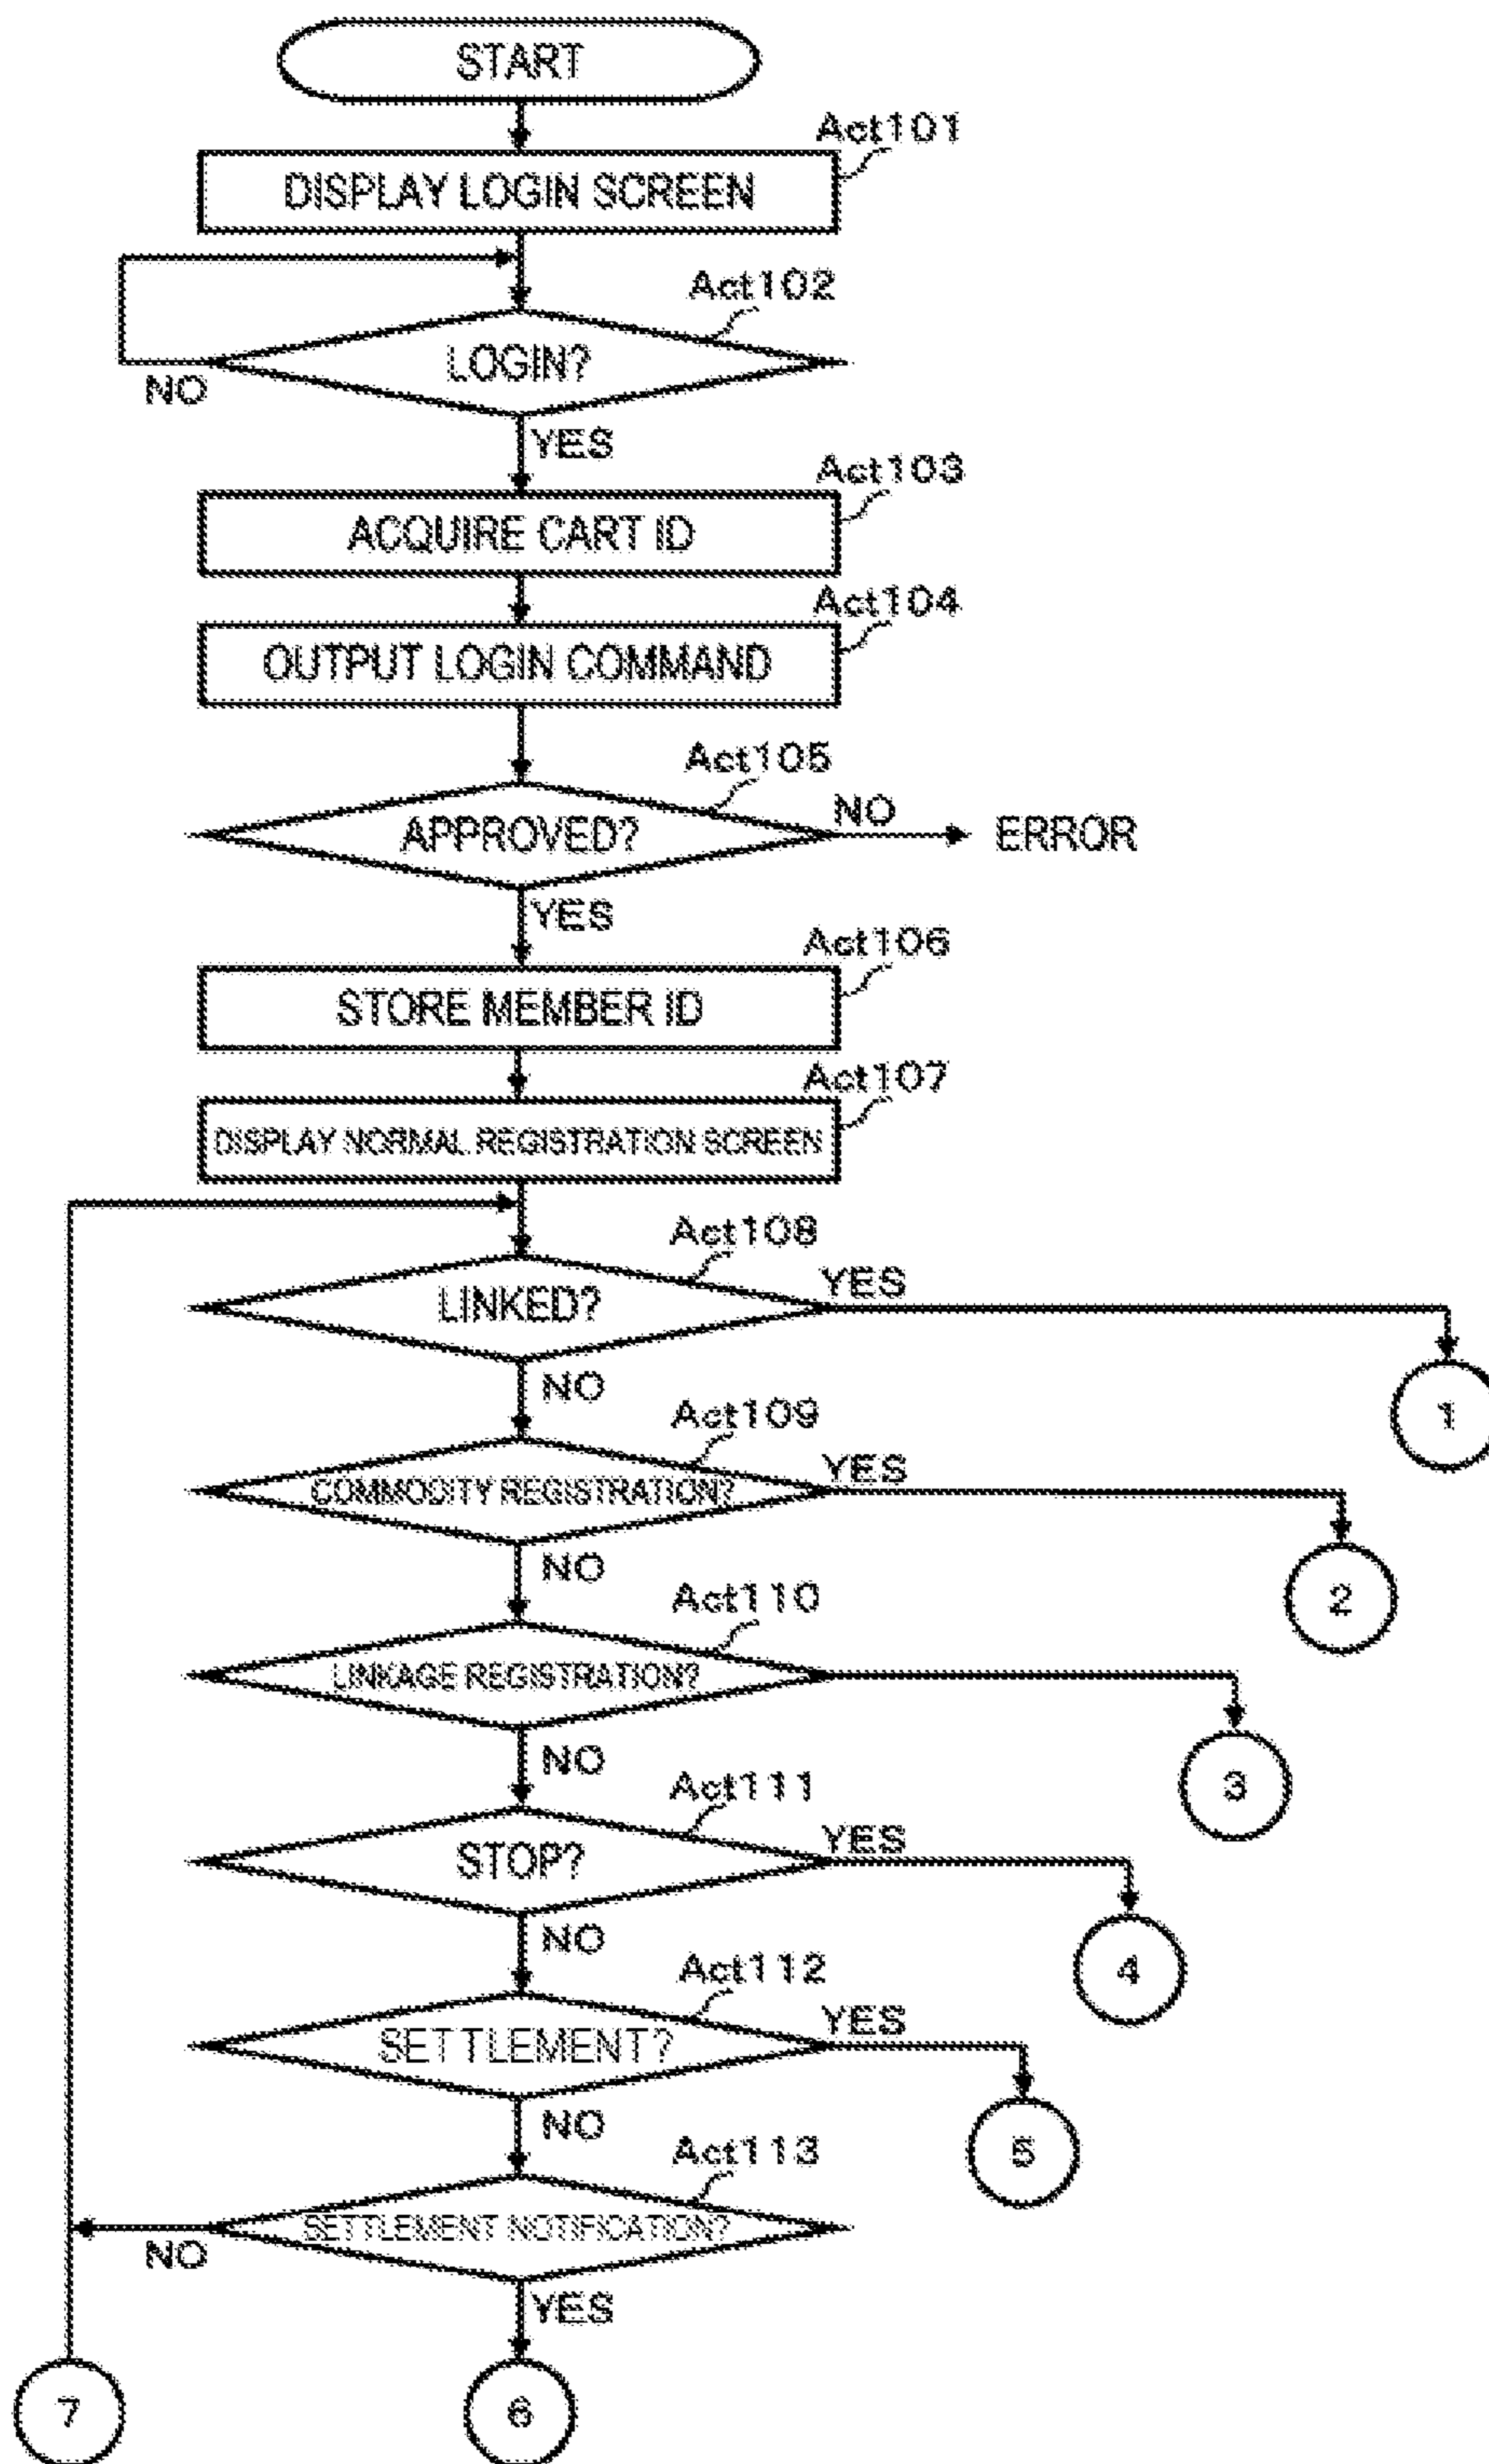 START
Act101
DISPLAY LOGIN SCREEN
Act102
LOGIN?
NO
YES
Act103
ACQUIRE CART ID
Act104
OUTPUT LOGIN COMMAND
Act105
APPROVED?
NO
ERROR
YES
Act106
STORE MEMBER ID
Act107
DISPLAY NORMAL REGISTRATION SCREEN
Act108
LINKED?
YES
NO
1
Act109
COMMODITY REGISTRATION?
YES
NO
2
Act110
LINKAGE REGISTRATION?
NO
3
Act111
STOP?
YES
NO
4
Act112
SETTLEMENT?
YES
NO
5
Act113
SETTLEMENT NOTIFICATION?
NO
YES
7
6